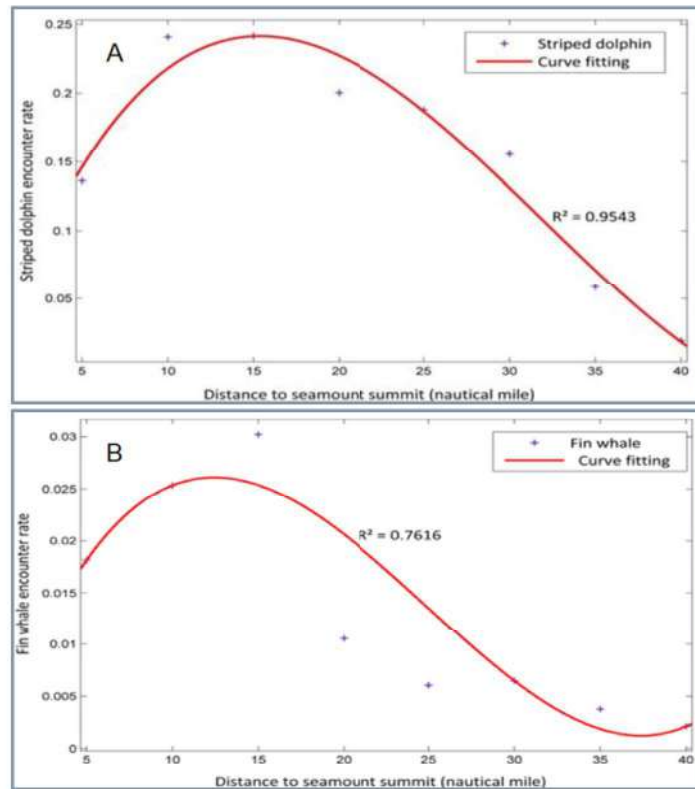 A
Striped dolphin
Curve fitting
Striped dolphin encounter rate
0.25
0.2
0.15
0.1
0.05
R² = 0.9543
5 10 15 20 25 30 35 40
Distance to seamount summit (nautical mile)
B
Fin whale
Curve fitting
Fin whale encounter rate
0.03
0.025
0.02
0.015
0.01
0.005
0
R² = 0.7616
5 10 15 20 25 30 35 40
Distance to seamount summit (nautical mile)